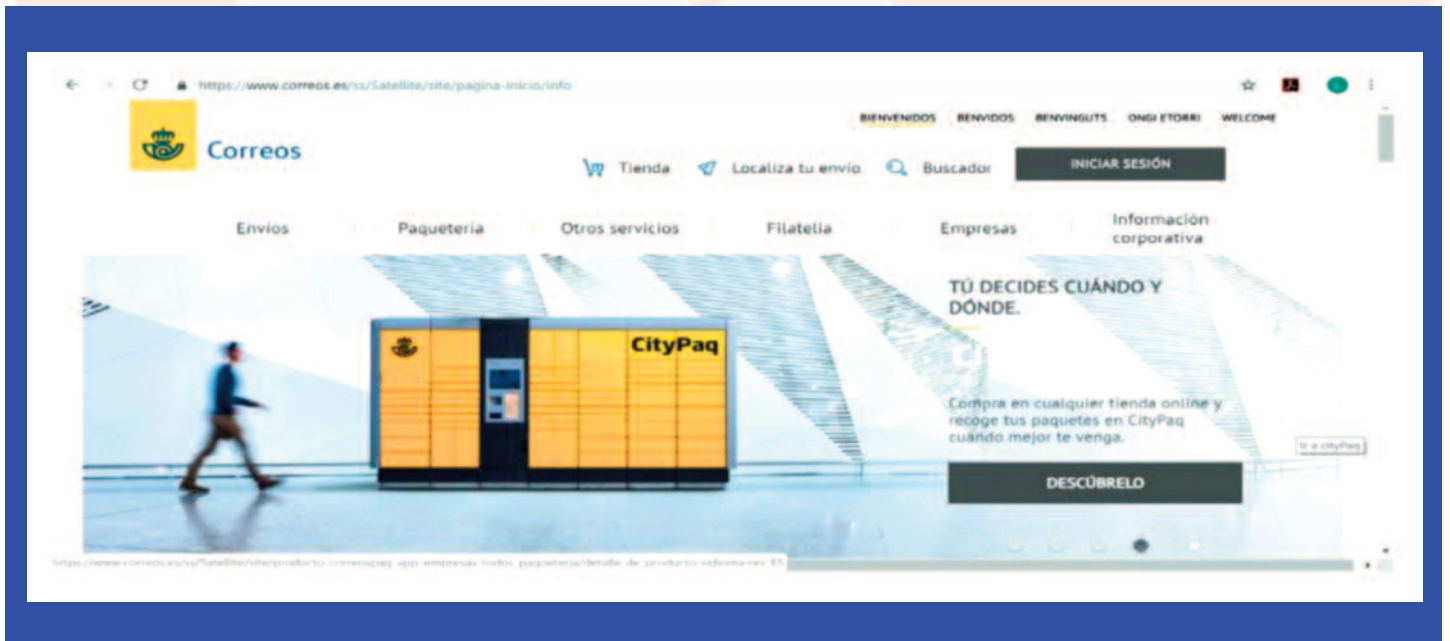 https://www.correos.es/ss/Satellite/site/pagina-inicio/info
BIENVENIDOS BENVIDOS BENVINGUTS ONGI ETORRI WELCOME
Correos
Tienda Localiza tu envío Buscador INICIAR SESIÓN
Envíos Paquetería Otros servicios Filatelia Empresas Información
corporativa
TÚ DECIDES CUÁNDO Y
DÓNDE.
CityPaq
Compra en cualquier tienda online y
recoge tus paquetes en CityPaq
cuando mejor te venga.
Ir a cityPaq
DESCÚBRELO